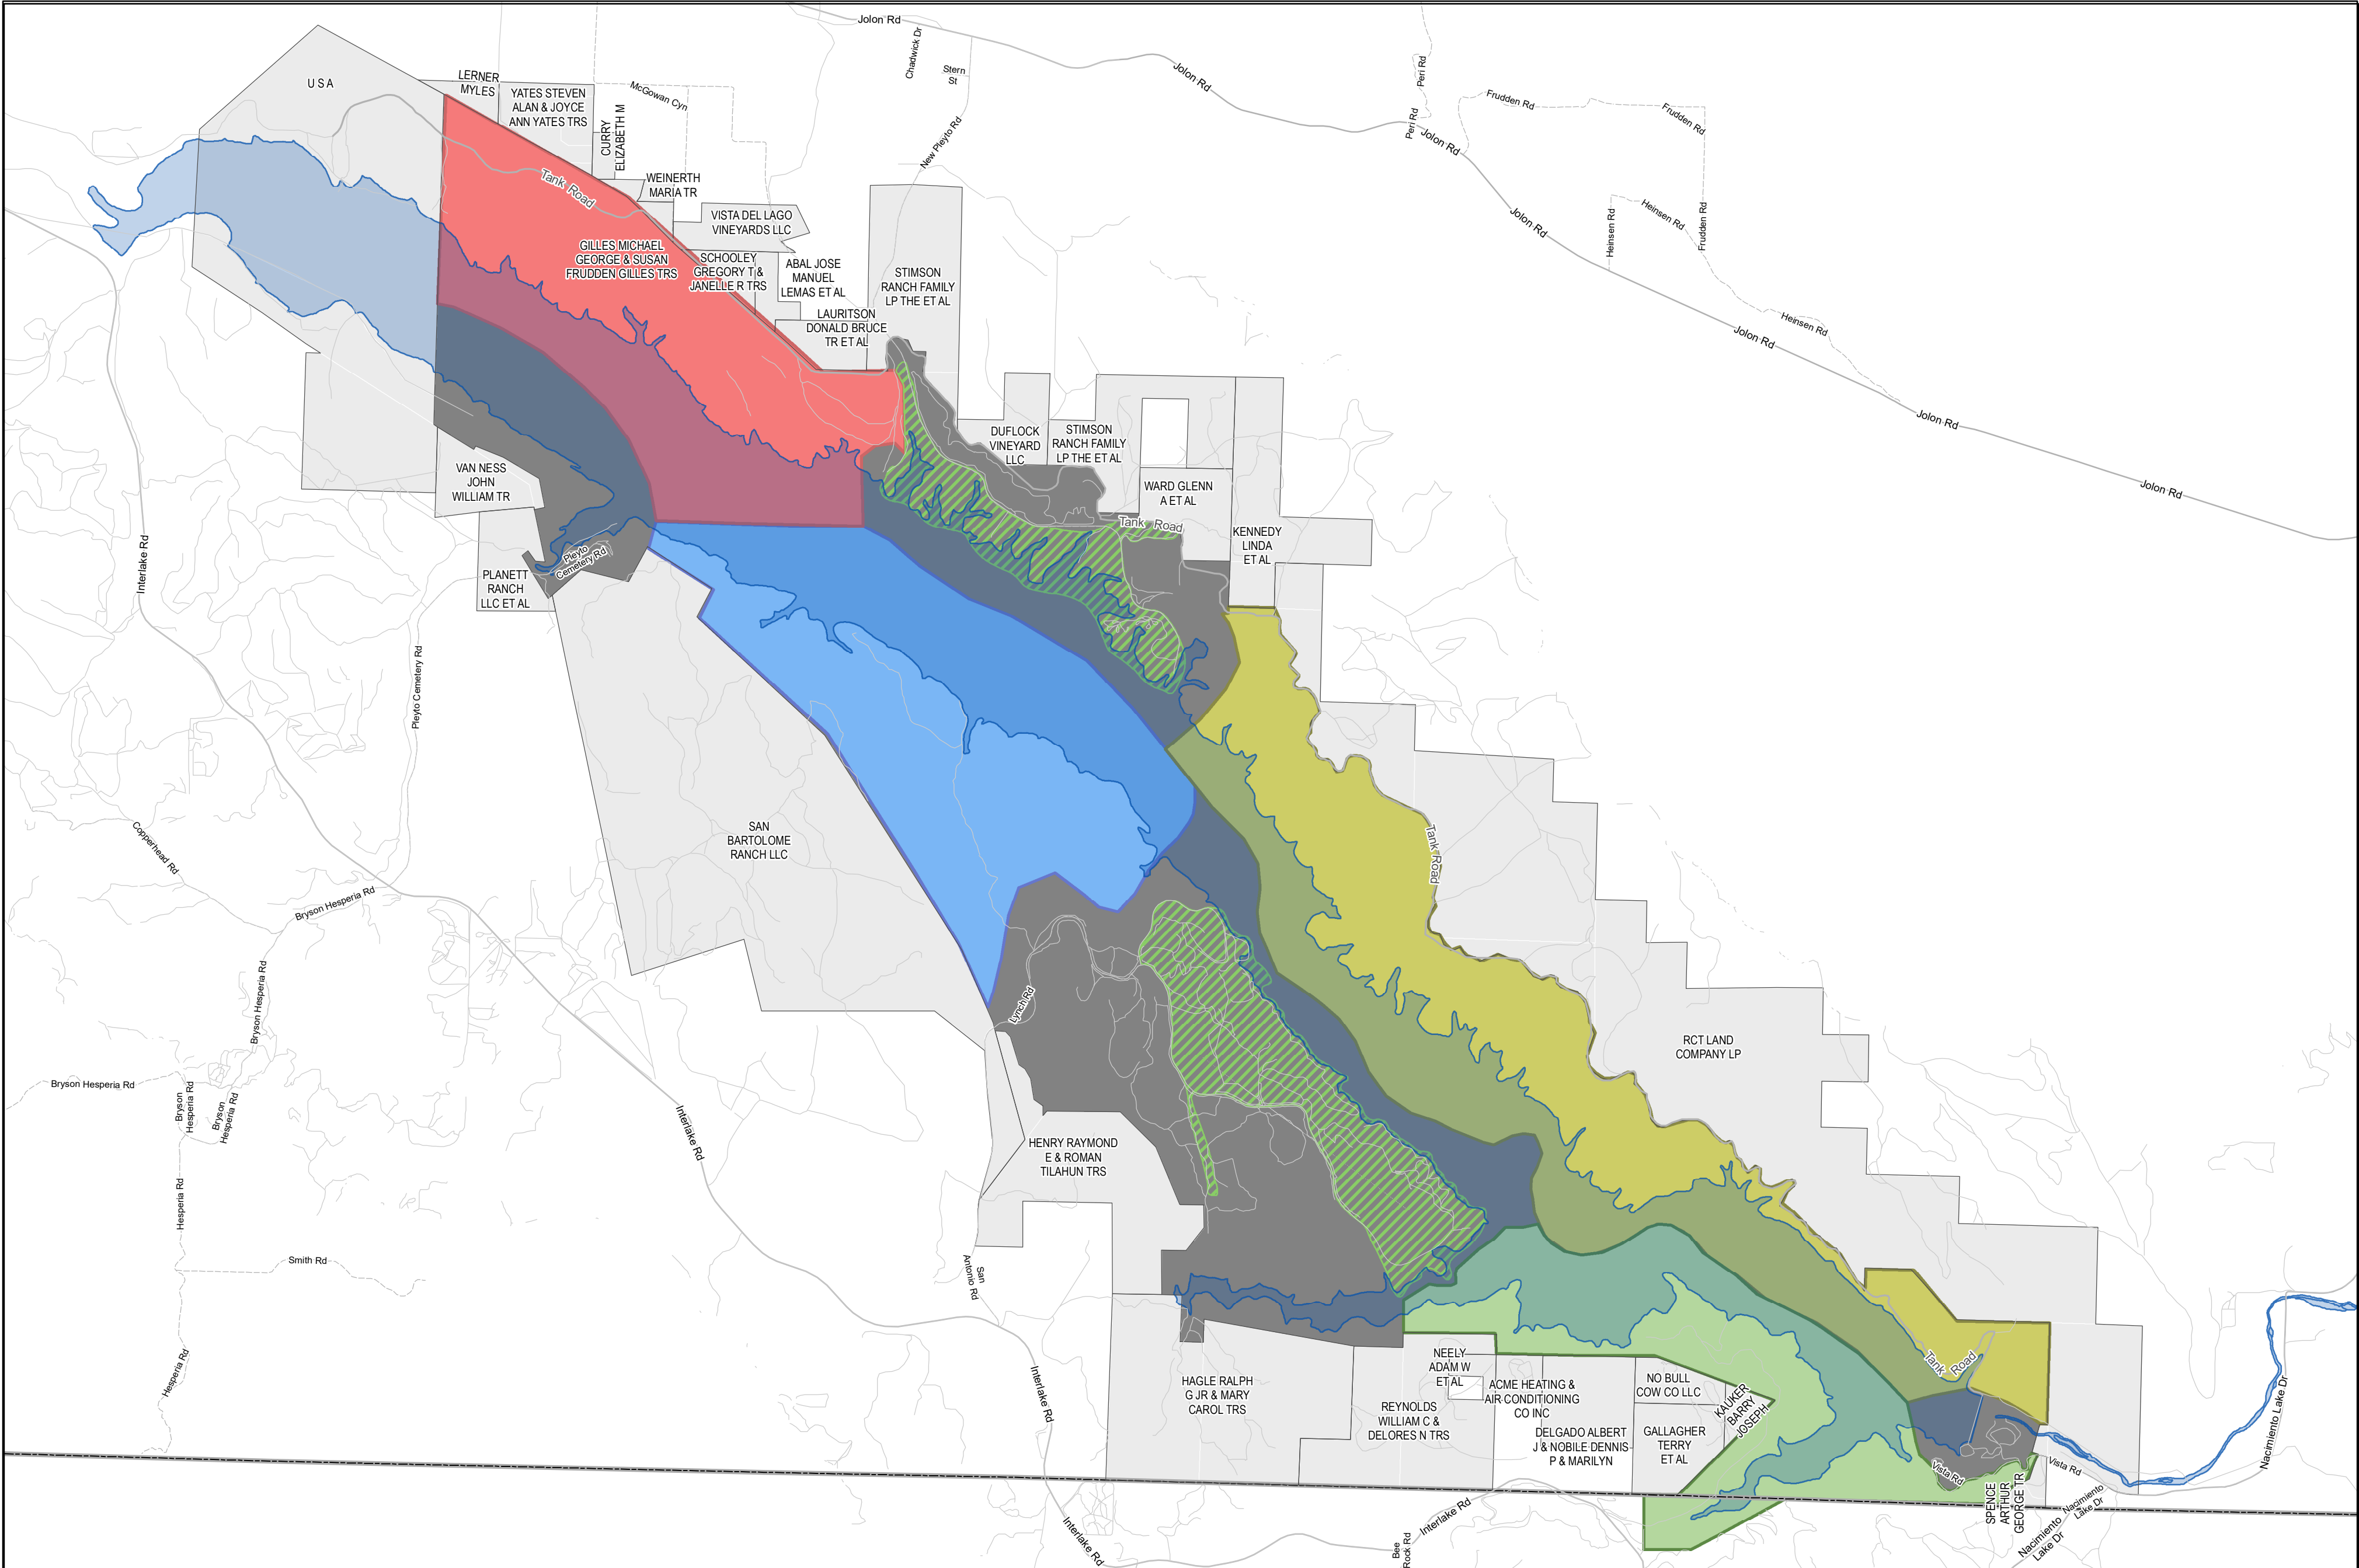 Jolon Rd
Chadwick Dr
Stern
St
Jolon Rd
Peri Rd
Peri Rd
Jolon Rd
Frudden Rd
Frudden Rd
Frudden Rd
Heinsen Rd
Heinsen Rd
Heinsen Rd
Jolon Rd
Jolon Rd
Jolon Rd
Jolon Rd
U S A
LERNER
MYLES
YATES STEVEN
ALAN & JOYCE
ANN YATES TRS
McGowan Cyn
CURRY
ELIZABETH M
New Pleyto Rd
Tank Road
WEINERTH
MARIA TR
VISTA DEL LAGO
VINEYARDS LLC
GILLES MICHAEL
GEORGE & SUSAN
FRUDDEN GILLES TRS
SCHOOLEY
GREGORY T &
JANELLE R TRS
ABAL JOSE
MANUEL
LEMAS ET AL
STIMSON
RANCH FAMILY
LP THE ET AL
LAURITSON
DONALD BRUCE
TR ET AL
DUFLOCK
VINEYARD
LLC
STIMSON
RANCH FAMILY
LP THE ET AL
WARD GLENN
A ET AL
Tank Road
KENNEDY
LINDA
ET AL
VAN NESS
JOHN
WILLIAM TR
Pleyto
Cemetery Rd
PLANETT
RANCH
LLC ET AL
Interlake Rd
Pleyto Cemetery Rd
SAN
BARTOLOME
RANCH LLC
Tank Road
Copperhead Rd
Bryson Hesperia Rd
Bryson Hesperia Rd
Lynch Rd
RCT LAND
COMPANY LP
Bryson Hesperia Rd
Bryson
Hesperia Rd
Bryson
Hesperia Rd
Interlake Rd
HENRY RAYMOND
E & ROMAN
TILAHUN TRS
Hesperia Rd
Smith Rd
San
Antonio Rd
Hesperia Rd
Interlake Rd
HAGLE RALPH
G JR & MARY
CAROL TRS
NEELY
ADAM W
ET AL
REYNOLDS
WILLIAM C &
DELORES N TRS
ACME HEATING &
AIR CONDITIONING
CO INC
DELGADO ALBERT
J & NOBILE DENNIS
P & MARILYN
NO BULL
COW CO LLC
GALLAGHER
TERRY
ET AL
KAUKER
BARRY
JOSEPH
Tank Road
Vista Rd
Vista Rd
SPENCE
ARTHUR
GEORGE TR
Nacimiento Lake Dr
Nacimiento
Lake Dr
Nacimiento
Lake Dr
Interlake Rd
Bee
Rock Rd
Interlake Rd